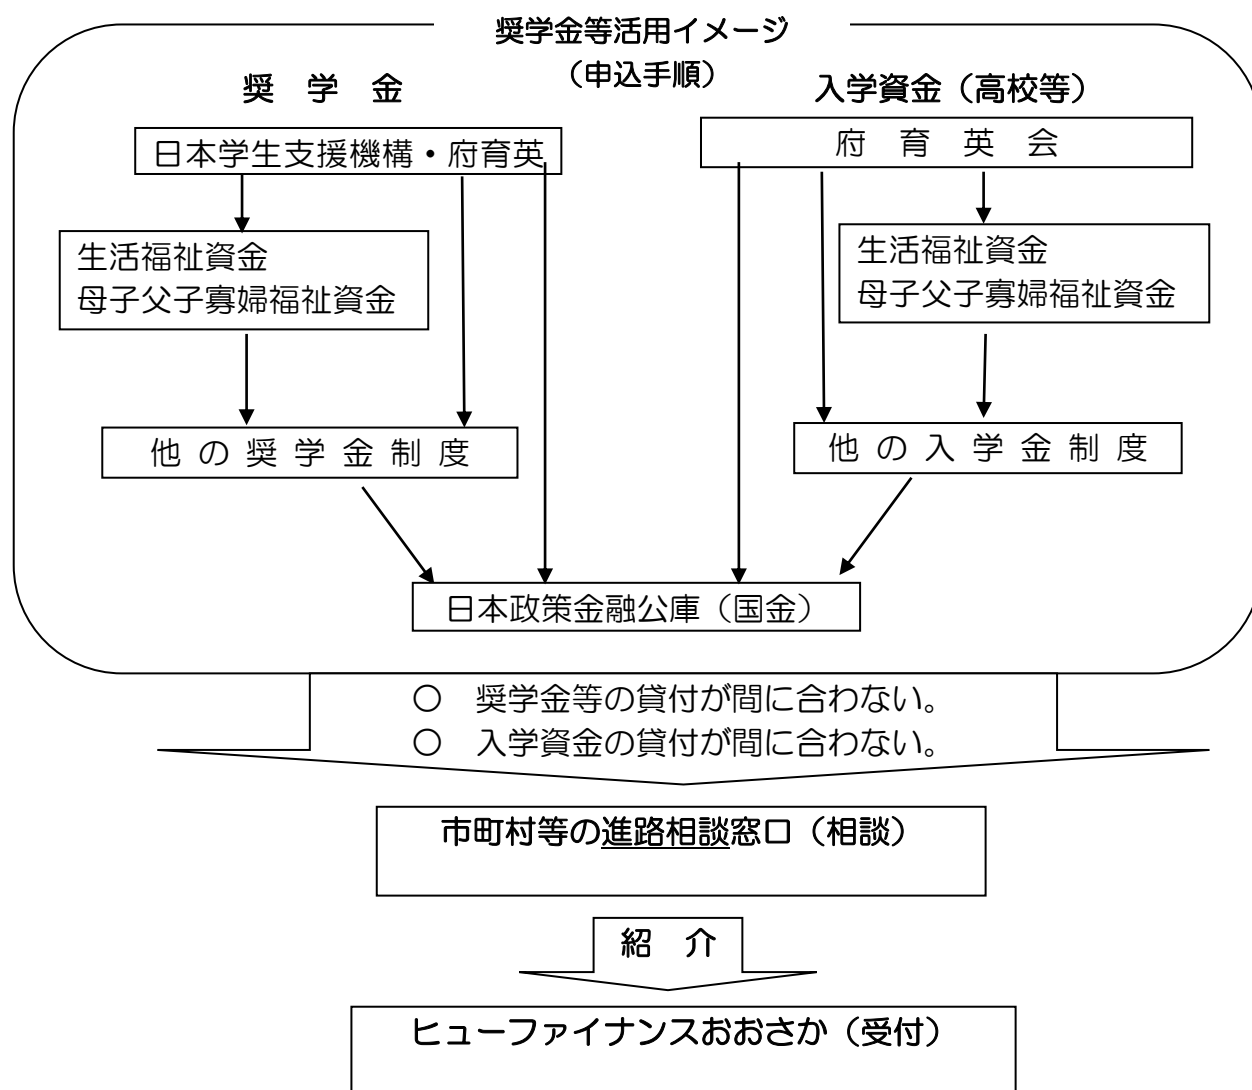 奨学金等活用イメージ
（申込手順）
奨　学　金
日本学生支援機構・府育英
生活福祉資金
母子父子寡婦福祉資金
他 の 奨 学 金 制 度
入学資金（高校等）
府　育　英　会
生活福祉資金
母子父子寡婦福祉資金
他 の 入 学 金 制 度
日本政策金融公庫（国金）
○　奨学金等の貸付が間に合わない。
○　入学資金の貸付が間に合わない。
市町村等の進路相談窓口（相談）
紹　介
ヒューファイナンスおおさか（受付）